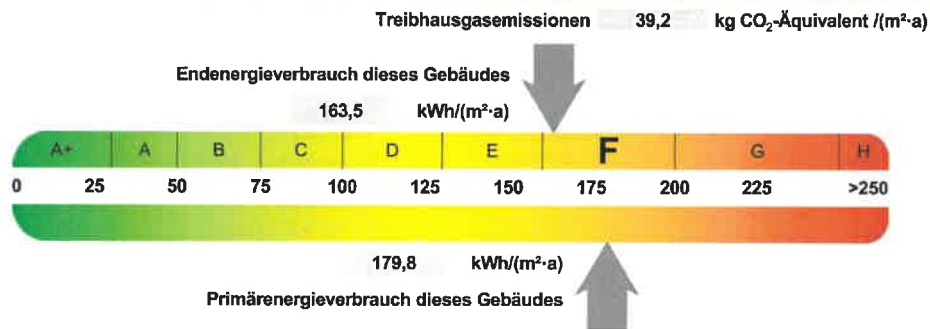 Treibhausgasemissionen 39,2 kg CO₂-Äquivalent /(m²·a)
Endenergieverbrauch dieses Gebäudes
163,5 kWh/(m²·a)
A+ A B C D E F G H
0 25 50 75 100 125 150 175 200 225 >250
179,8 kWh/(m²·a)
Primärenergieverbrauch dieses Gebäudes